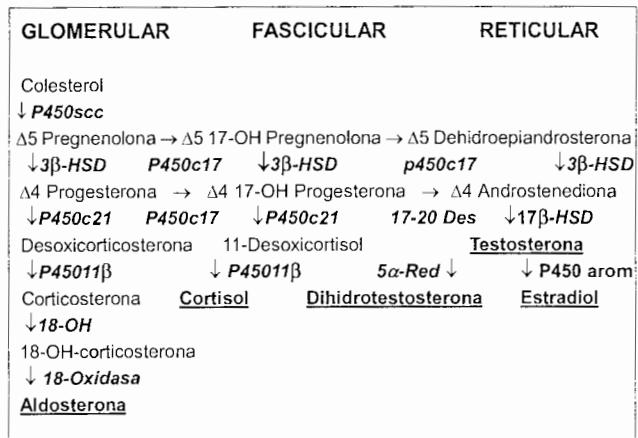 GLOMERULAR FASCICULAR RETICULAR
Colesterol
↓ P450scc
Δ5 Pregnenolona → Δ5 17-OH Pregnenolona → Δ5 Dehidroepiandrosterona
↓3β-HSD P450c17 ↓3β-HSD p450c17 ↓3β-HSD
Δ4 Progesterona → Δ4 17-OH Progesterona → Δ4 Androstenediona
↓P450c21 P450c17 ↓P450c21 17-20 Des ↓17β-HSD
Desoxicorticosterona 11-Desoxicortisol Testosterona
↓P45011β ↓ P45011β 5α-Red ↓ ↓ P450 arom
Corticosterona Cortisol Dihidrotestosterona Estradiol
↓18-OH
18-OH-corticosterona
↓ 18-Oxidasa
Aldosterona